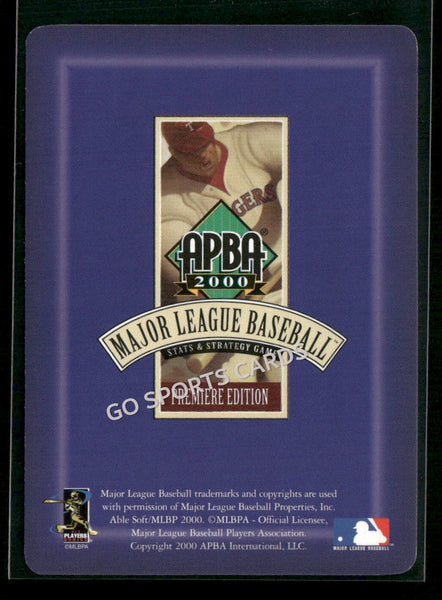 T
GERS
APBA®
2000
MAJOR LEAGUE BASEBALL™
STATS & STRATEGY GAME
GO SPORTS CARDS
PREMIERE EDITION
Major League Baseball trademarks and copyrights are used
with permission of Major League Baseball Properties, Inc.
Able Soft/MLBP 2000. ©MLBPA - Official Licensee,
Major League Baseball Players Association.
Copyright 2000 APBA International, LLC.
PLAYERS
©MLBPA
MAJOR LEAGUE BASEBALL